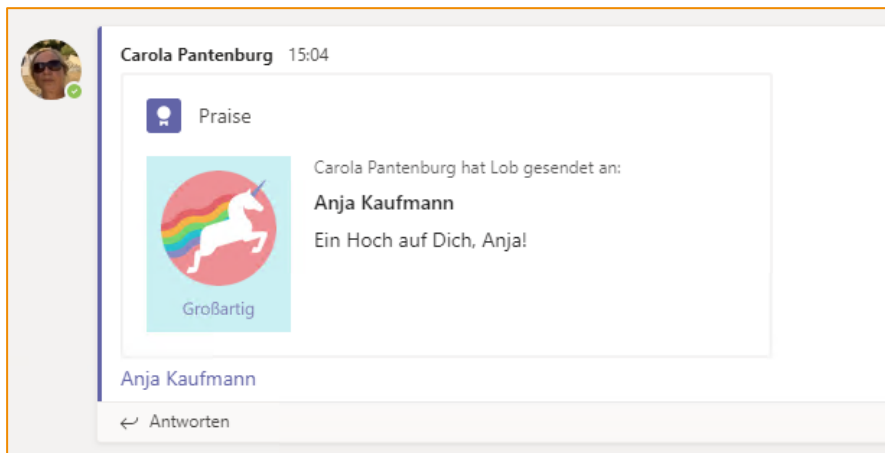 Carola Pantenburg 15:04
Praise
Carola Pantenburg hat Lob gesendet an:
Anja Kaufmann
Ein Hoch auf Dich, Anja!
Großartig
Anja Kaufmann
Antworten